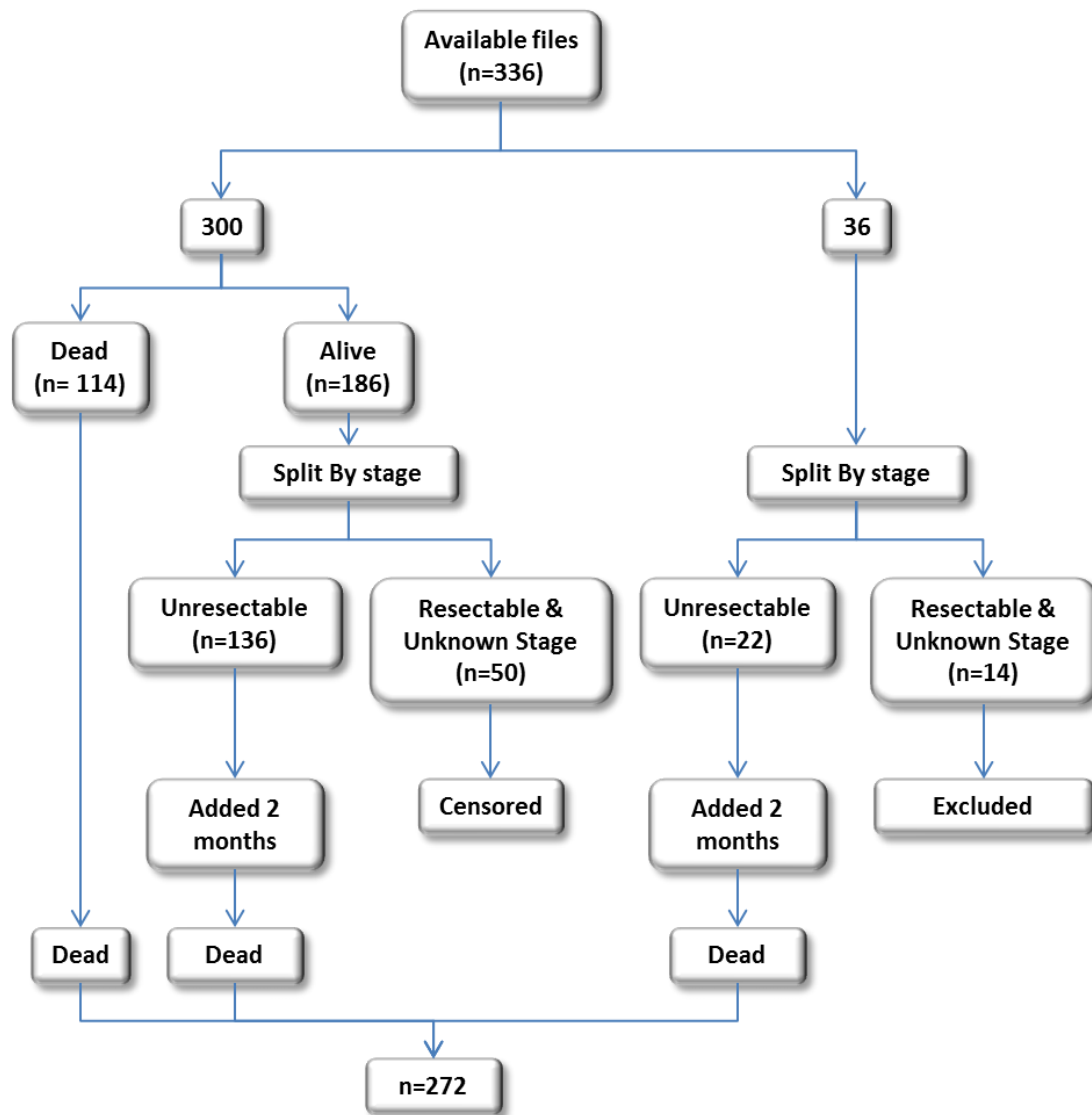 Available files
(n=336)
300
36
Dead
(n= 114)
Alive
(n=186)
Split By stage
Split By stage
Unresectable
(n=136)
Resectable &
Unknown Stage
(n=50)
Unresectable
(n=22)
Resectable &
Unknown Stage
(n=14)
Added 2
months
Censored
Added 2
months
Excluded
Dead
Dead
Dead
n=272